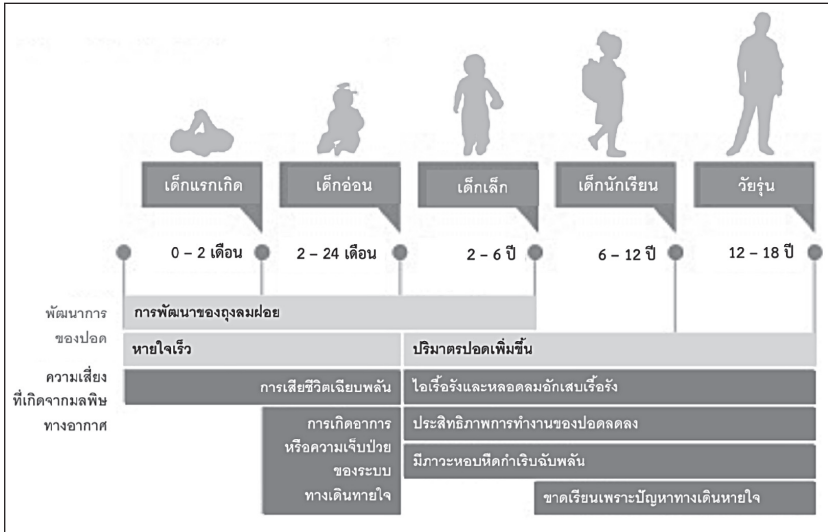 เด็กแรกเกิด
เด็กอ่อน
เด็กเล็ก
เด็กนักเรียน
วัยรุ่น
0 – 2 เดือน
2 – 24 เดือน
2 – 6 ปี
6 – 12 ปี
12 – 18 ปี
พัฒนาการ
ของปอด
การพัฒนาของถุงลมฝอย
หายใจเร็ว
ปริมาตรปอดเพิ่มขึ้น
ความเสี่ยง
ที่เกิดจากมลพิษ
ทางอากาศ
การเสียชีวิตเฉียบพลัน
ไอเรื้อรังและหลอดลมอักเสบเรื้อรัง
การเกิดอาการ
หรือความเจ็บป่วย
ของระบบ
ทางเดินทายใจ
ประสิทธิภาพการทำงานของปอดลดลง
มีภาวะหอบหืดกำเริบฉับพลัน
ขาดเรียนเพราะปัญหาทางเดินหายใจ